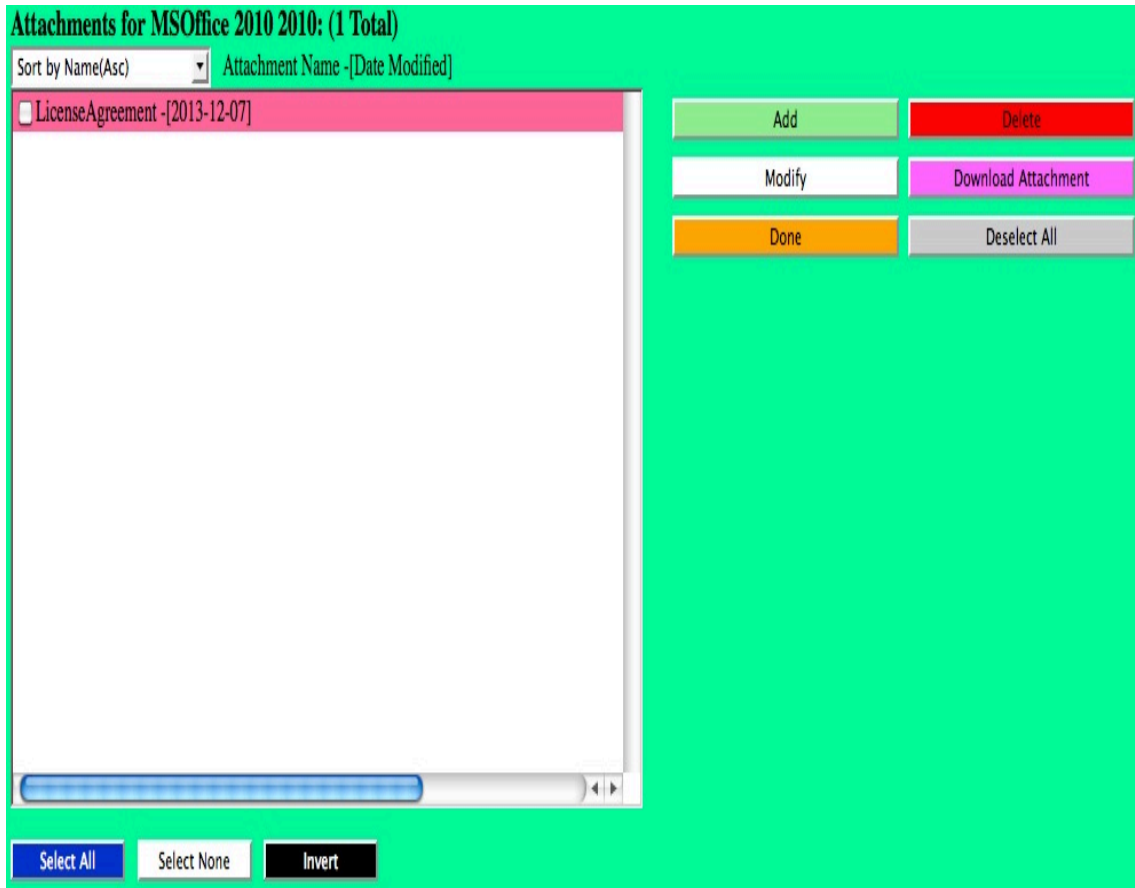 Attachments for MSOffice 2010 2010: (1 Total)
Sort by Name(Asc) Attachment Name -[Date Modified]
LicenseAgreement -[2013-12-07]
Add Delete
Modify Download Attachment
Done Deselect All
Select All Select None Invert